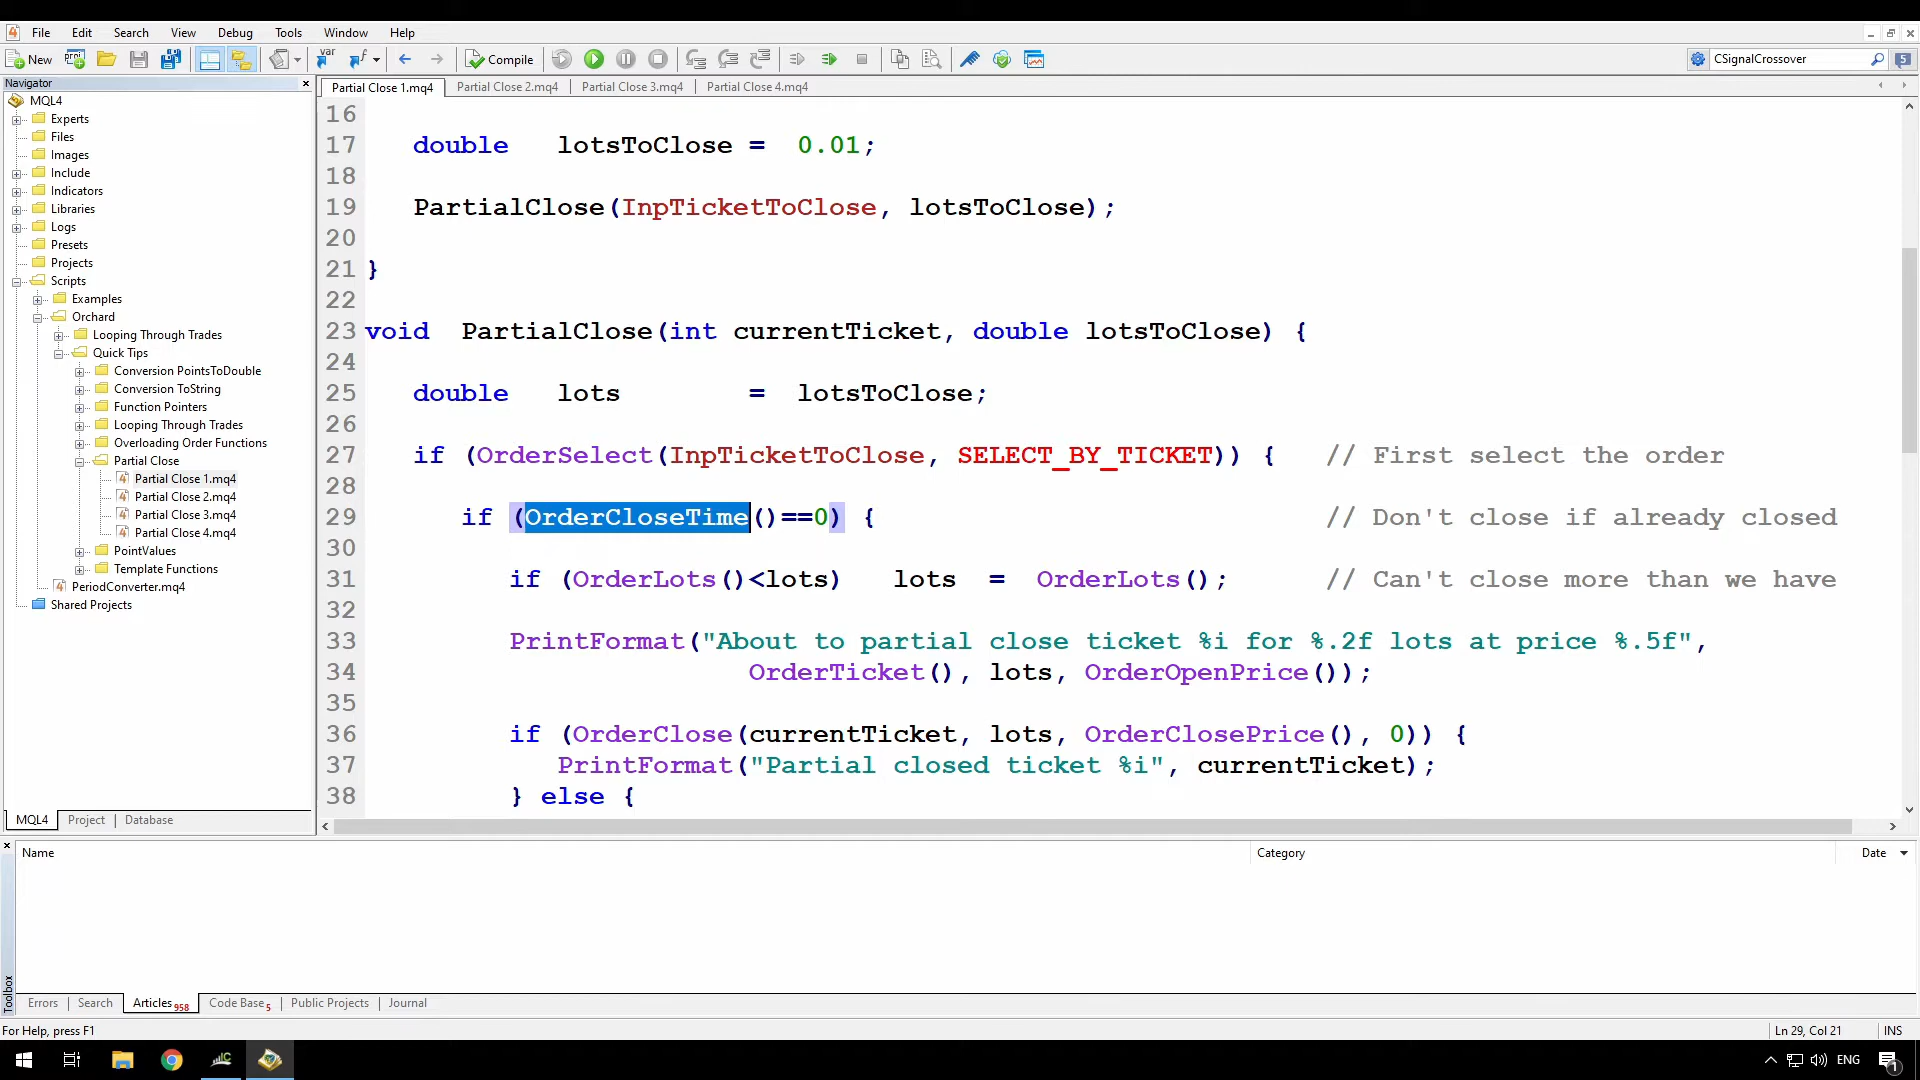 File Edit Search View Debug Tools Window Help
New Compile CSignalCrossover 5
Navigator
Partial Close 1.mq4 Partial Close 2.mq4 Partial Close 3.mq4 Partial Close 4.mq4
MQL4
Experts
Files
Images
Include
Indicators
Libraries
Logs
Presets
Projects
Scripts
Examples
Orchard
Looping Through Trades
Quick Tips
Conversion PointsToDouble
Conversion ToString
Function Pointers
Looping Through Trades
Overloading Order Functions
Partial Close
Partial Close 1.mq4
Partial Close 2.mq4
Partial Close 3.mq4
Partial Close 4.mq4
PointValues
Template Functions
PeriodConverter.mq4
Shared Projects
MQL4 Project Database
16
17 double lotsToClose = 0.01;
18
19 PartialClose(InpTicketToClose, lotsToClose);
20
21 }
22
23 void PartialClose(int currentTicket, double lotsToClose) {
24
25 double lots = lotsToClose;
26
27 if (OrderSelect(InpTicketToClose, SELECT_BY_TICKET)) { // First select the order
28
29 if (OrderCloseTime()==0) { // Don't close if already closed
30
31 if (OrderLots()<lots) lots = OrderLots(); // Can't close more than we have
32
33 PrintFormat("About to partial close ticket %i for %.2f lots at price %.5f",
34 OrderTicket(), lots, OrderOpenPrice());
35
36 if (OrderClose(currentTicket, lots, OrderClosePrice(), 0)) {
37 PrintFormat("Partial closed ticket %i", currentTicket);
38 } else {
Name Category Date
Toolbox
Errors Search Articles 958 Code Base 5 Public Projects Journal
For Help, press F1 Ln 29, Col 21 INS
ENG 1